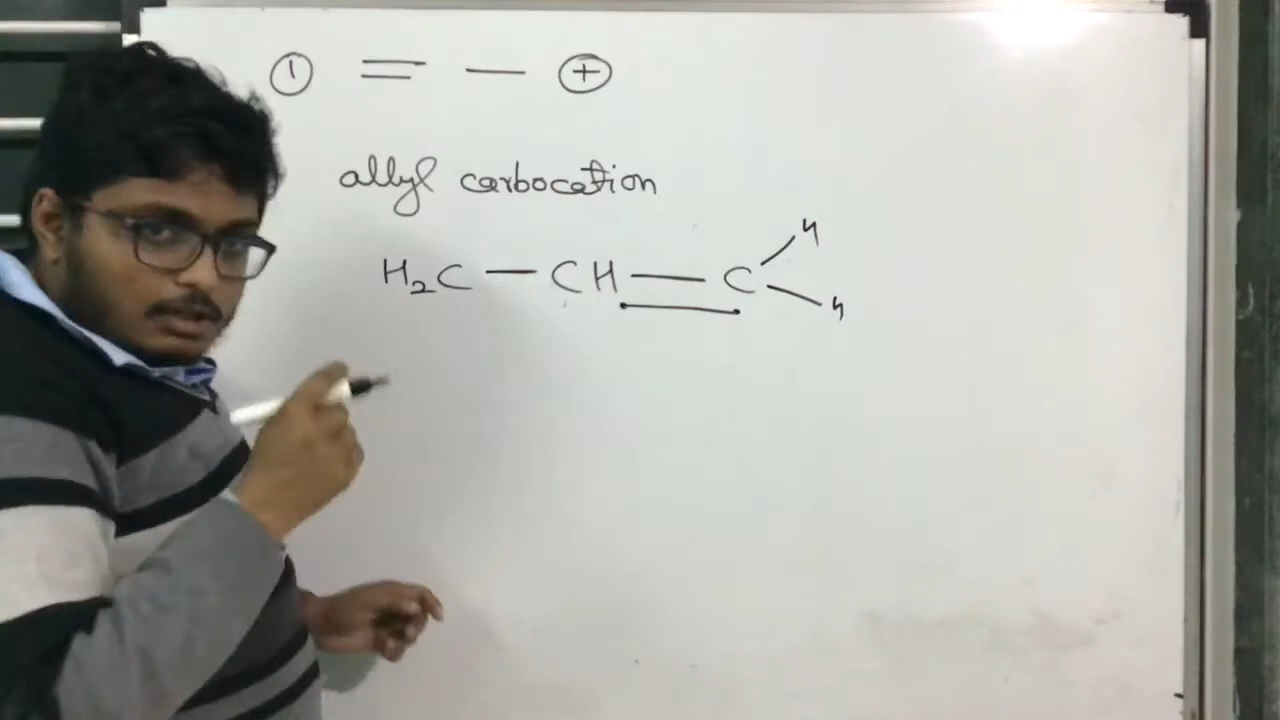 ① = — ⊕
allyl carbocation
H
H₂C — CH = C
H